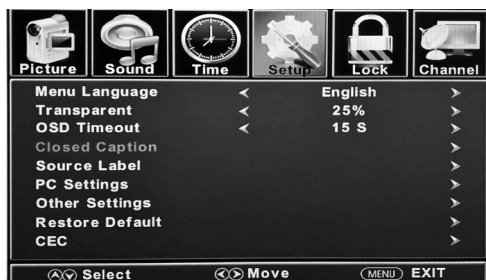 Picture Sound Time Setup Lock Channel
Menu Language English
Transparent 25%
OSD Timeout 15 S
Closed Caption
Source Label
PC Settings
Other Settings
Restore Default
CEC
Select Move MENU EXIT